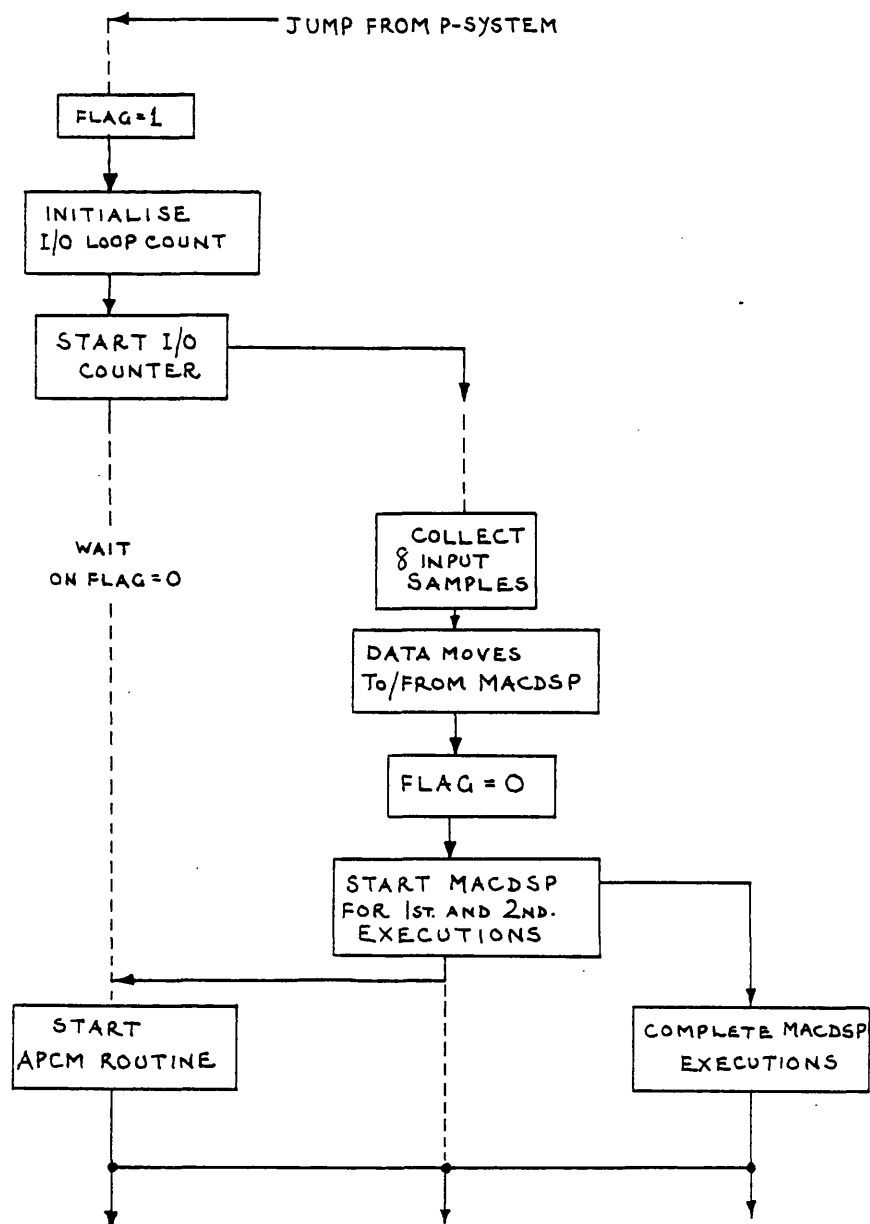 JUMP FROM P-SYSTEM
FLAG=1
INITIALISE
I/O LOOP COUNT
START I/O
COUNTER
WAIT
ON FLAG=0
COLLECT
8 INPUT
SAMPLES
DATA MOVES
To/FROM MACDSP
FLAG = 0
START MACDSP
FOR 1ST. AND 2ND.
EXECUTIONS
START
APCM ROUTINE
COMPLETE MACDSP
EXECUTIONS